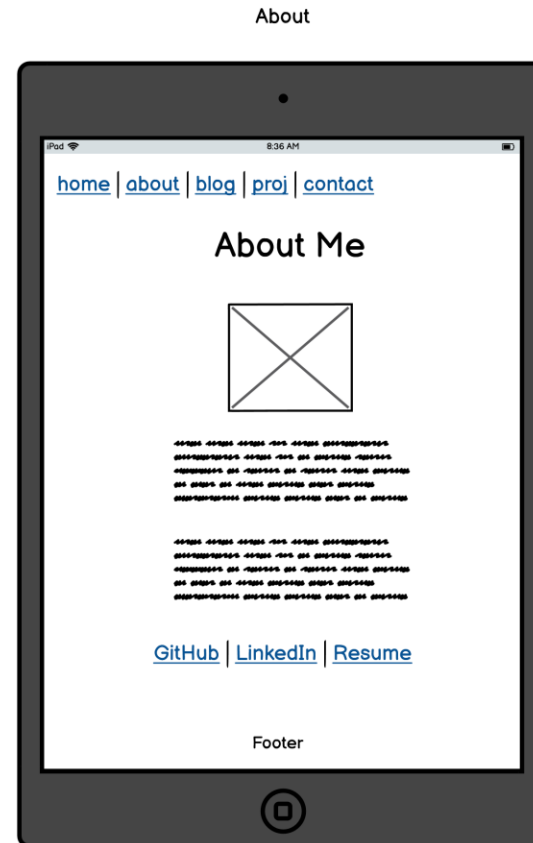 About
iPad 8:36 AM
home | about | blog | proj | contact
About Me
GitHub | LinkedIn | Resume
Footer